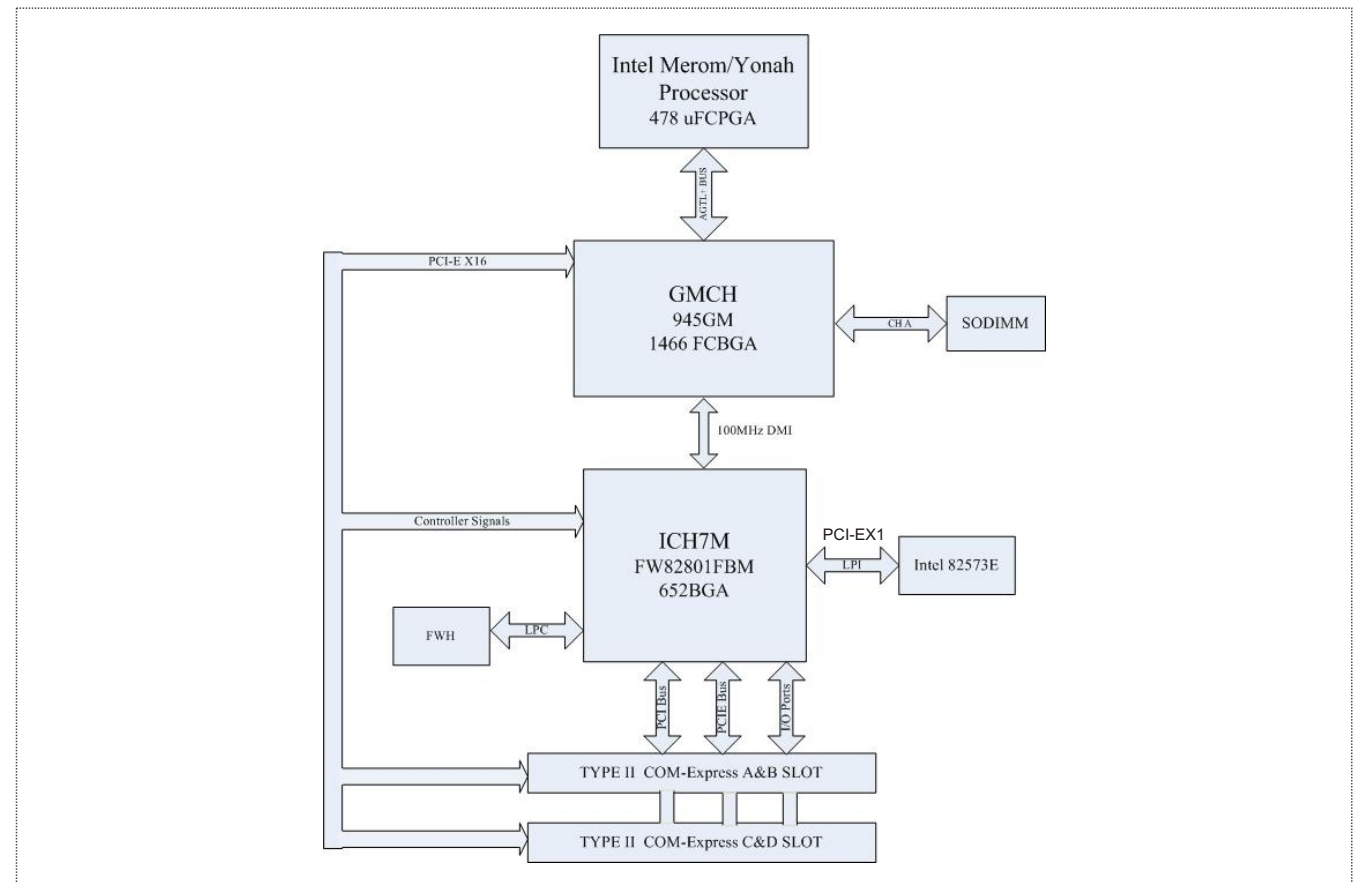 Intel Merom/Yonah
Processor
478 uFCPGA
AGTL+ BUS
PCI-E X16
GMCH
945GM
1466 FCBGA
CH A
SODIMM
100MHz DMI
Controller Signals
ICH7M
FW82801FBM
652BGA
PCI-EX1
LPI
Intel 82573E
FWH
LPC
PCI Bus
PCIE Bus
I/O Ports
TYPE II COM-Express A&B SLOT
TYPE II COM-Express C&D SLOT